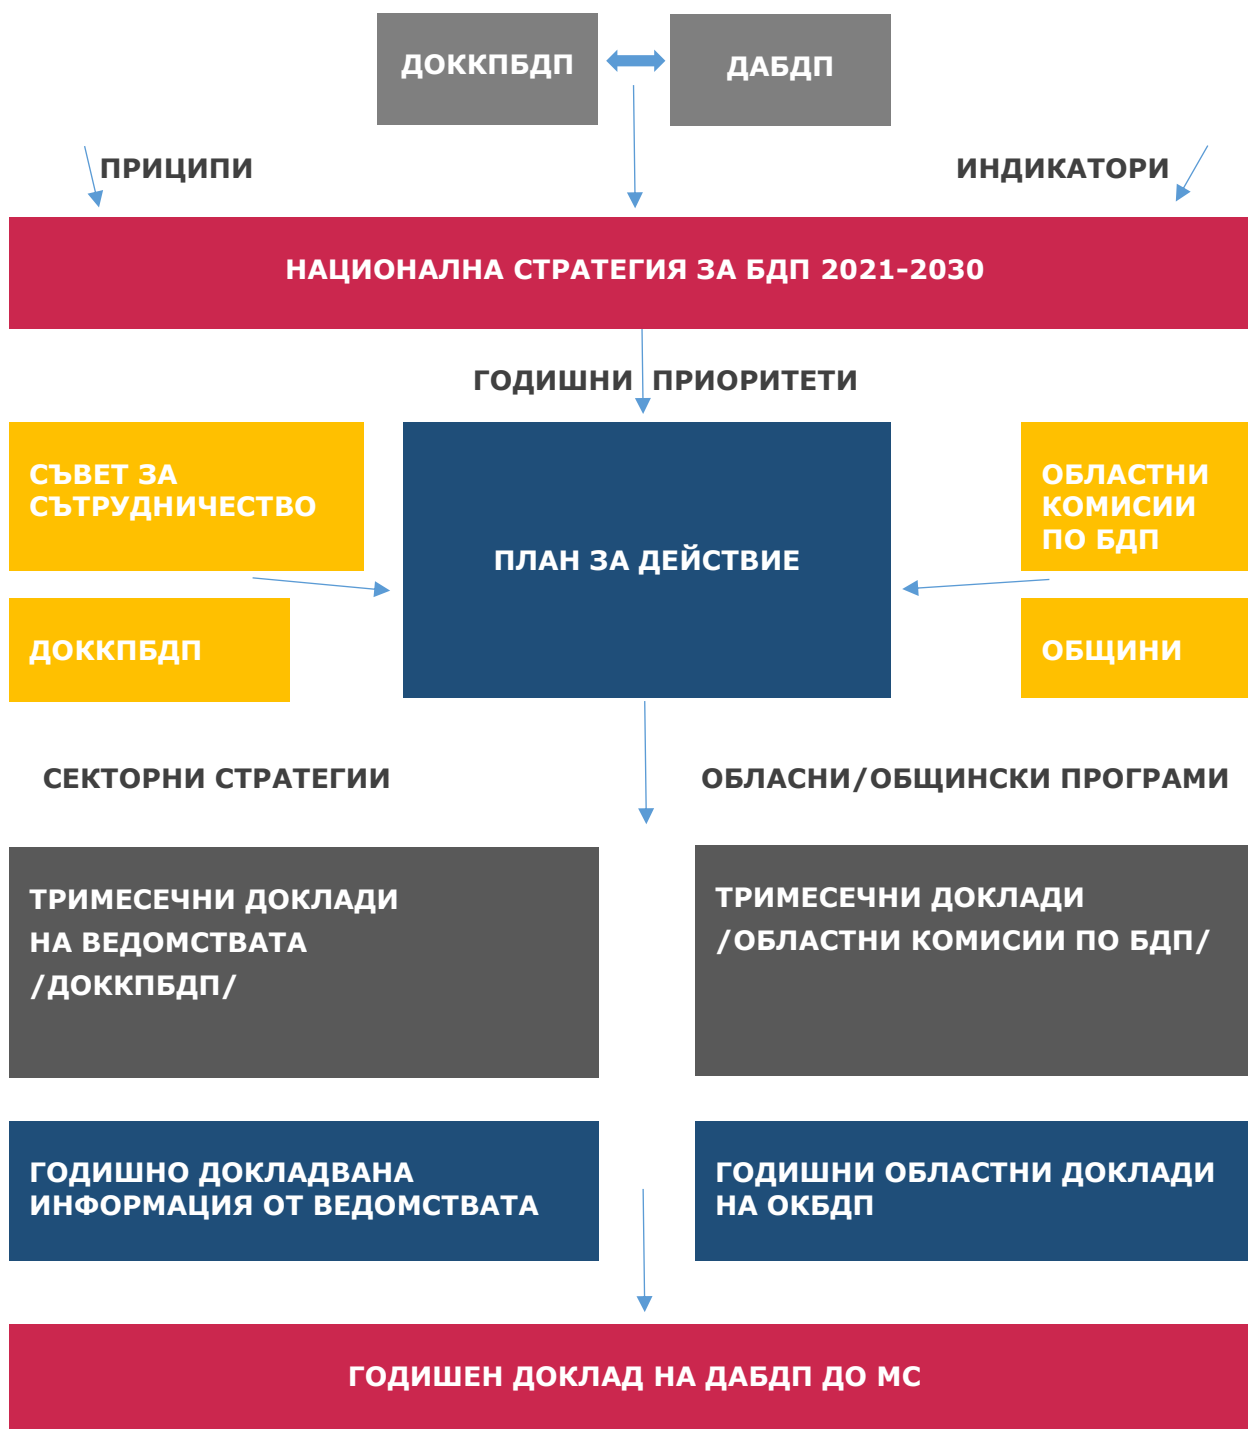 ДОККПБДП
ДАБДП
ПРИЦИПИ
ИНДИКАТОРИ
НАЦИОНАЛНА СТРАТЕГИЯ ЗА БДП 2021-2030
ГОДИШНИ ПРИОРИТЕТИ
СЪВЕТ ЗА
СЪТРУДНИЧЕСТВО
ДОККПБДП
ПЛАН ЗА ДЕЙСТВИЕ
ОБЛАСТНИ
КОМИСИИ
ПО БДП
ОБЩИНИ
СЕКТОРНИ СТРАТЕГИИ
ОБЛАСНИ/ОБЩИНСКИ ПРОГРАМИ
ТРИМЕСЕЧНИ ДОКЛАДИ
НА ВЕДОМСТВАТА
/ДОККПБДП/
ТРИМЕСЕЧНИ ДОКЛАДИ
/ОБЛАСТНИ КОМИСИИ ПО БДП/
ГОДИШНО ДОКЛАДВАНА
ИНФОРМАЦИЯ ОТ ВЕДОМСТВАТА
ГОДИШНИ ОБЛАСТНИ ДОКЛАДИ
НА ОКБДП
ГОДИШЕН ДОКЛАД НА ДАБДП ДО МС